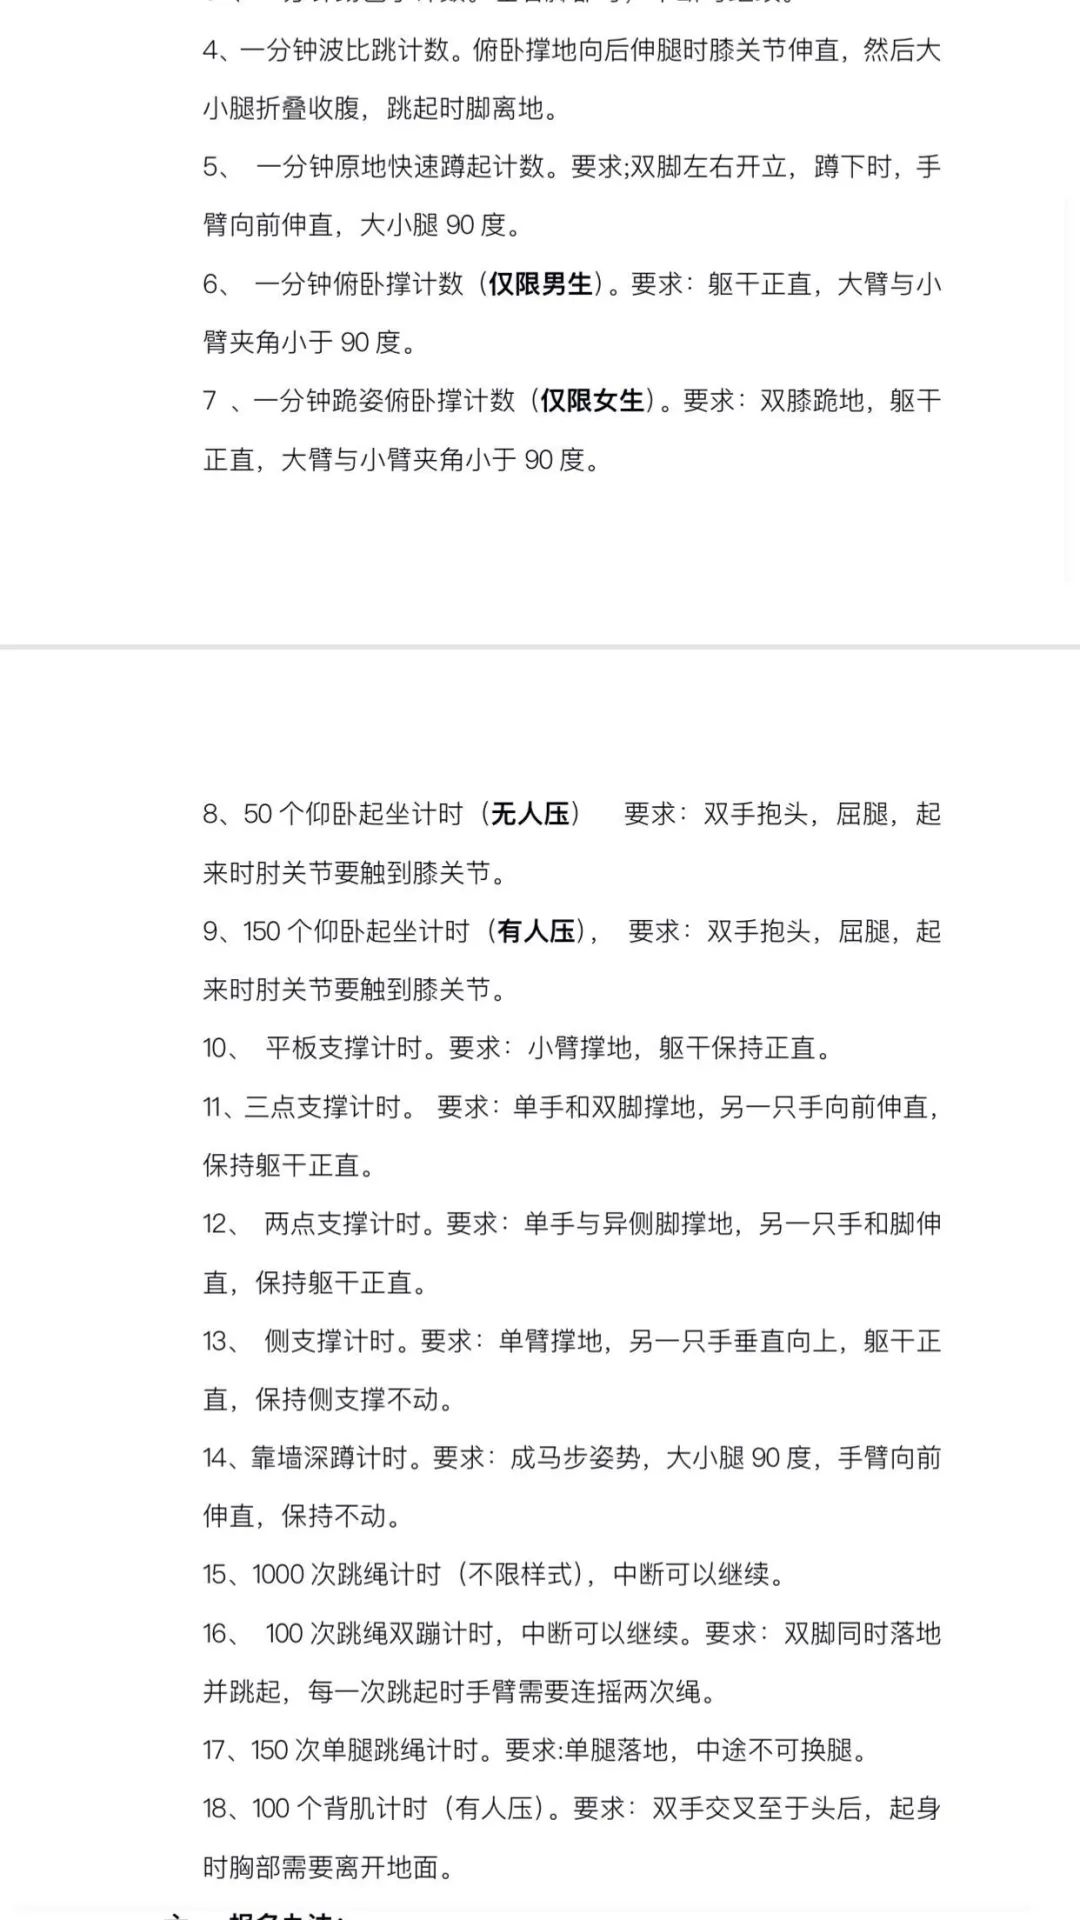 4、一分钟波比跳计数。俯卧撑地向后伸腿时膝关节伸直，然后大
小腿折叠收腹，跳起时脚离地。
5、 一分钟原地快速蹲起计数。要求;双脚左右开立，蹲下时，手
臂向前伸直，大小腿 90 度。
6、 一分钟俯卧撑计数（仅限男生）。要求：躯干正直，大臂与小
臂夹角小于 90 度。
7 、一分钟跪姿俯卧撑计数（仅限女生）。要求：双膝跪地，躯干
正直，大臂与小臂夹角小于 90 度。
8、50 个仰卧起坐计时（无人压） 要求：双手抱头，屈腿，起
来时肘关节要触到膝关节。
9、150 个仰卧起坐计时（有人压）， 要求：双手抱头，屈腿，起
来时肘关节要触到膝关节。
10、 平板支撑计时。要求：小臂撑地，躯干保持正直。
11、三点支撑计时。 要求：单手和双脚撑地，另一只手向前伸直，
保持躯干正直。
12、 两点支撑计时。要求：单手与异侧脚撑地，另一只手和脚伸
直，保持躯干正直。
13、 侧支撑计时。要求：单臂撑地，另一只手垂直向上，躯干正
直，保持侧支撑不动。
14、靠墙深蹲计时。要求：成马步姿势，大小腿 90 度，手臂向前
伸直，保持不动。
15、1000 次跳绳计时（不限样式），中断可以继续。
16、 100 次跳绳双蹦计时，中断可以继续。要求：双脚同时落地
并跳起，每一次跳起时手臂需要连摇两次绳。
17、150 次单腿跳绳计时。要求:单腿落地，中途不可换腿。
18、100 个背肌计时（有人压）。要求：双手交叉至于头后，起身
时胸部需要离开地面。